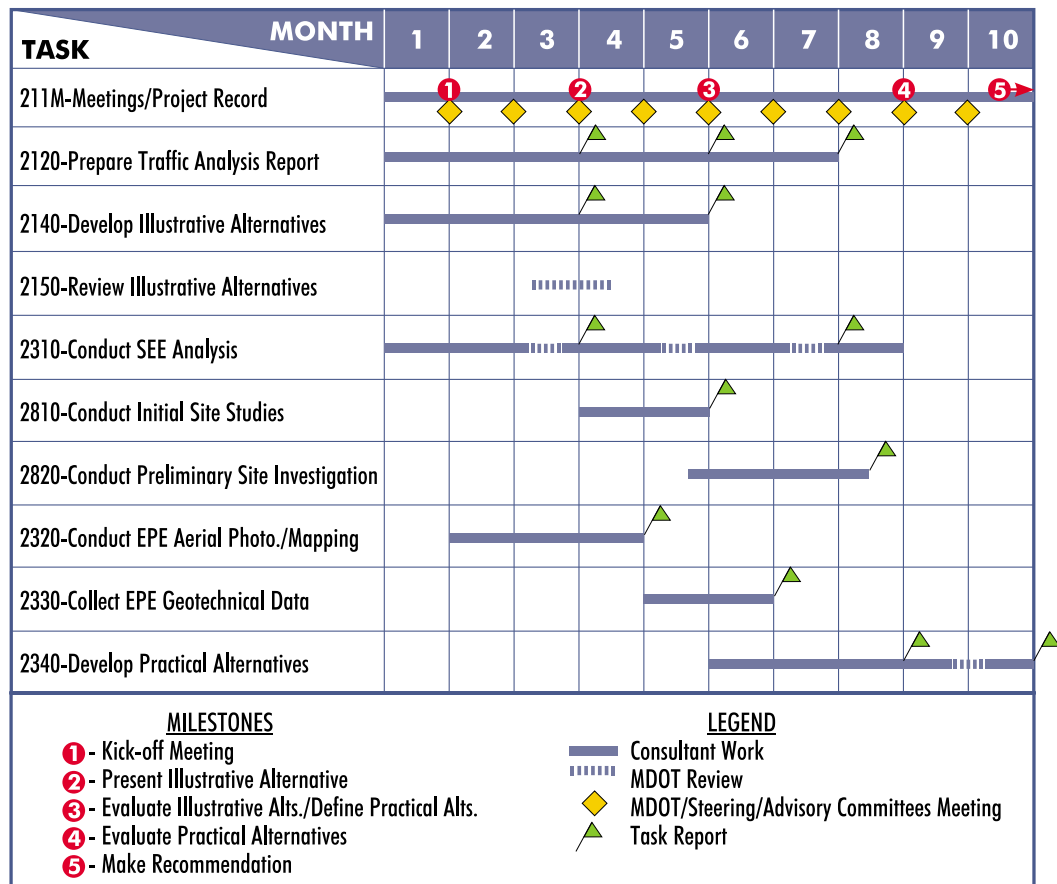 MONTH
TASK
1 2 3 4 5 6 7 8 9 10
211M-Meetings/Project Record
1 2 3 4 5
2120-Prepare Traffic Analysis Report
2140-Develop Illustrative Alternatives
2150-Review Illustrative Alternatives
2310-Conduct SEE Analysis
2810-Conduct Initial Site Studies
2820-Conduct Preliminary Site Investigation
2320-Conduct EPE Aerial Photo./Mapping
2330-Collect EPE Geotechnical Data
2340-Develop Practical Alternatives
MILESTONES
1 - Kick-off Meeting
2 - Present Illustrative Alternative
3 - Evaluate Illustrative Alts./Define Practical Alts.
4 - Evaluate Practical Alternatives
5 - Make Recommendation
LEGEND
Consultant Work
MDOT Review
MDOT/Steering/Advisory Committees Meeting
Task Report